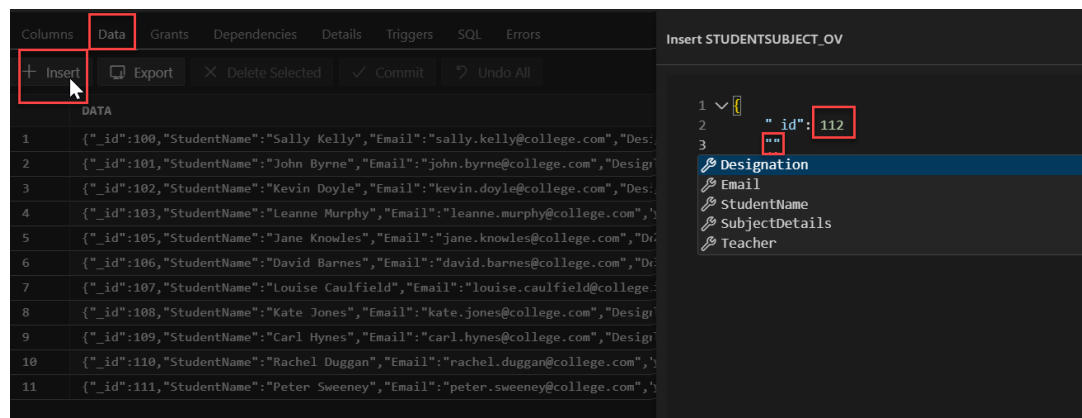 Columns Data Grants Dependencies Details Triggers SQL Errors
+ Insert Export × Delete Selected ✓ Commit Undo All
DATA
1 {"_id":100,"StudentName":"Sally Kelly","Email":"sally.kelly@college.com","Des
2 {"_id":101,"StudentName":"John Byrne","Email":"john.byrne@college.com","Design
3 {"_id":102,"StudentName":"Kevin Doyle","Email":"kevin.doyle@college.com","Des
4 {"_id":103,"StudentName":"Leanne Murphy","Email":"leanne.murphy@college.com","
5 {"_id":105,"StudentName":"Jane Knowles","Email":"jane.knowles@college.com","De
6 {"_id":106,"StudentName":"David Barnes","Email":"david.barnes@college.com","De
7 {"_id":107,"StudentName":"Louise Caulfield","Email":"louise.caulfield@college
8 {"_id":108,"StudentName":"Kate Jones","Email":"kate.jones@college.com","Design
9 {"_id":109,"StudentName":"Carl Hynes","Email":"carl.hynes@college.com","Design
10 {"_id":110,"StudentName":"Rachel Duggan","Email":"rachel.duggan@college.com","
11 {"_id":111,"StudentName":"Peter Sweeney","Email":"peter.sweeney@college.com","
Insert STUDENTSUBJECT_OV
1 {
2 "_id": 112
3 ""
Designation
Email
StudentName
SubjectDetails
Teacher